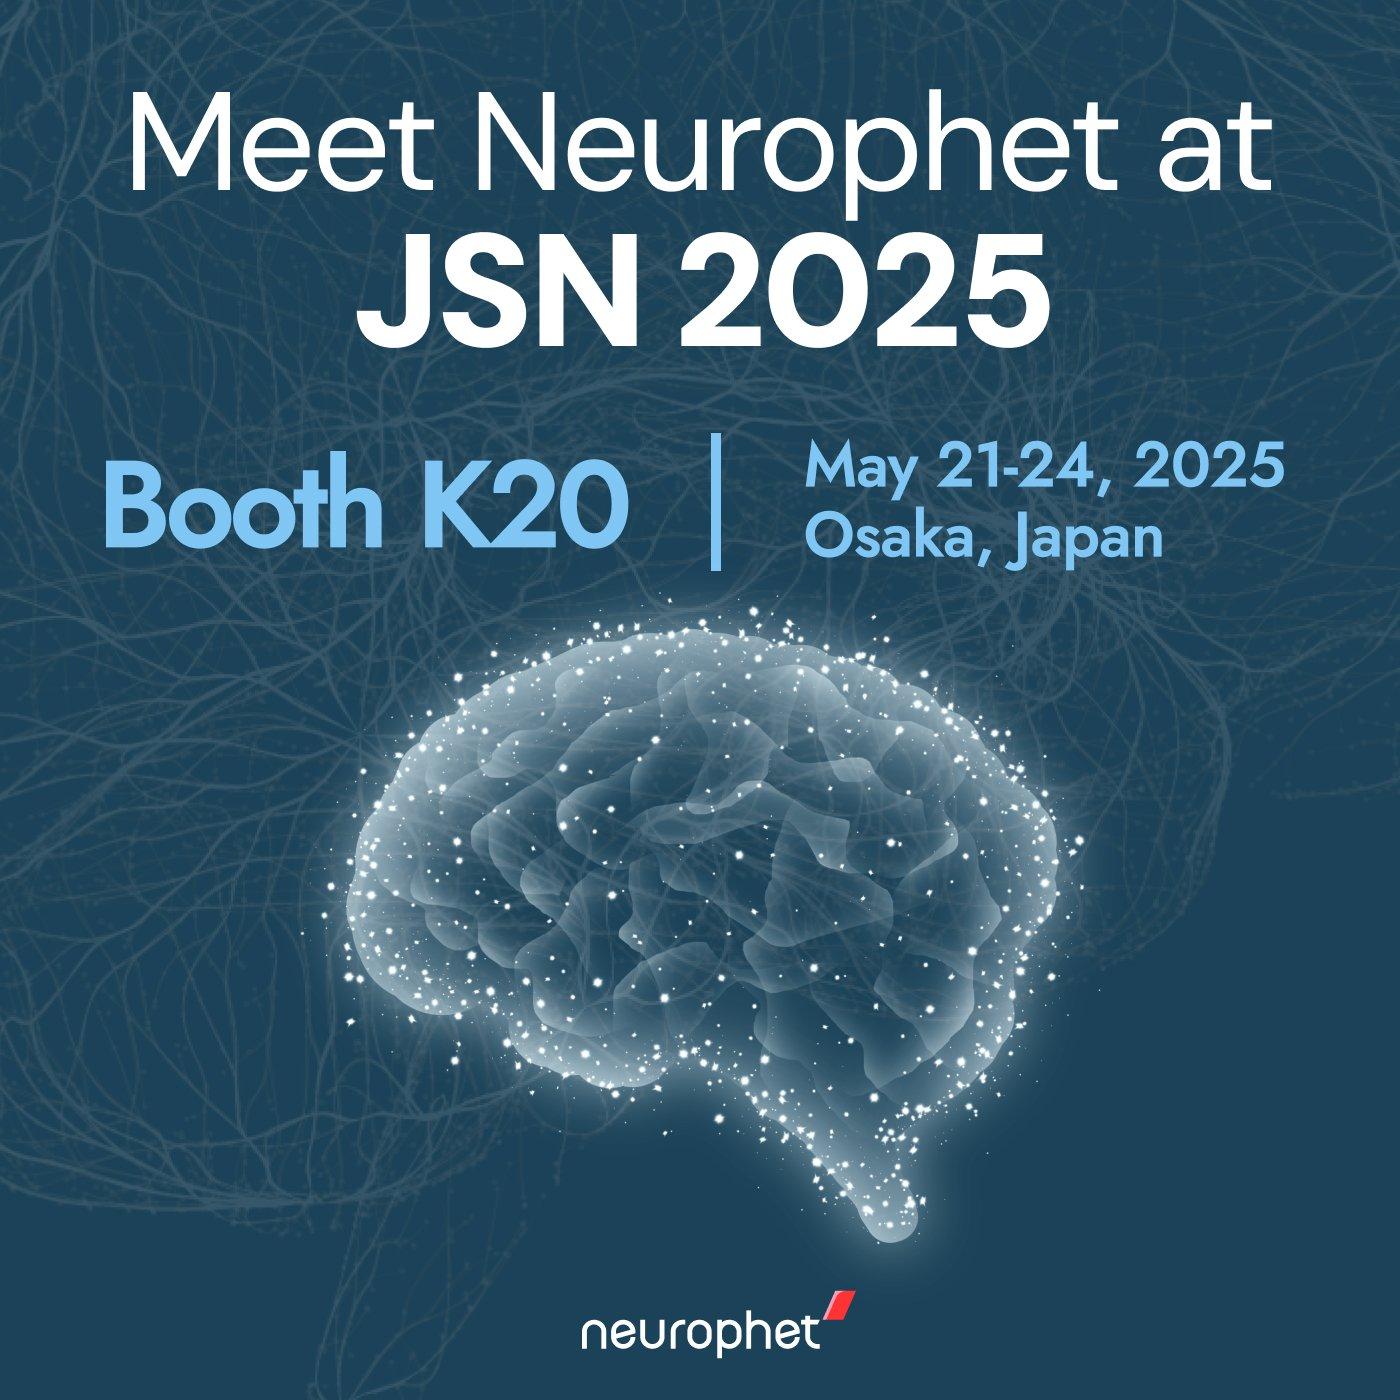 Meet Neurophet at
JSN 2025
Booth K20
May 21-24, 2025
Osaka, Japan
neurophet